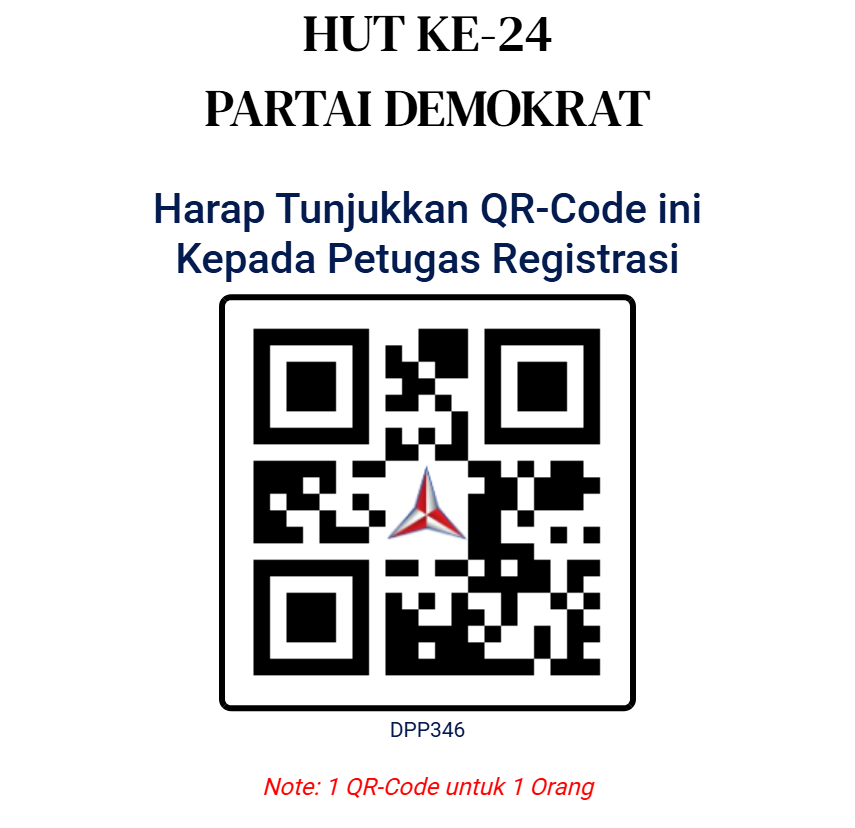 HUT KE-24
PARTAI DEMOKRAT
Harap Tunjukkan QR-Code ini
Kepada Petugas Registrasi
DPP346
Note: 1 QR-Code untuk 1 Orang